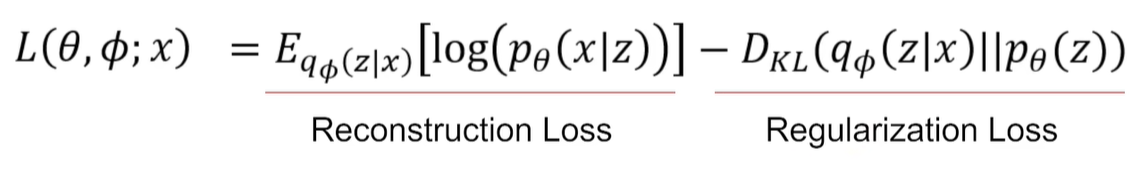 L(θ, ϕ; x) = E_{q_ϕ(z|x)}[log(p_θ(x|z))] − D_{KL}(q_ϕ(z|x)||p_θ(z))
Reconstruction Loss Regularization Loss